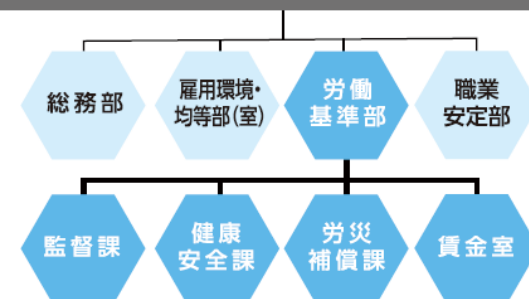 総務部
雇用環境・
均等部(室)
労働
基準部
職業
安定部
監督課
健康
安全課
労災
補償課
賃金室